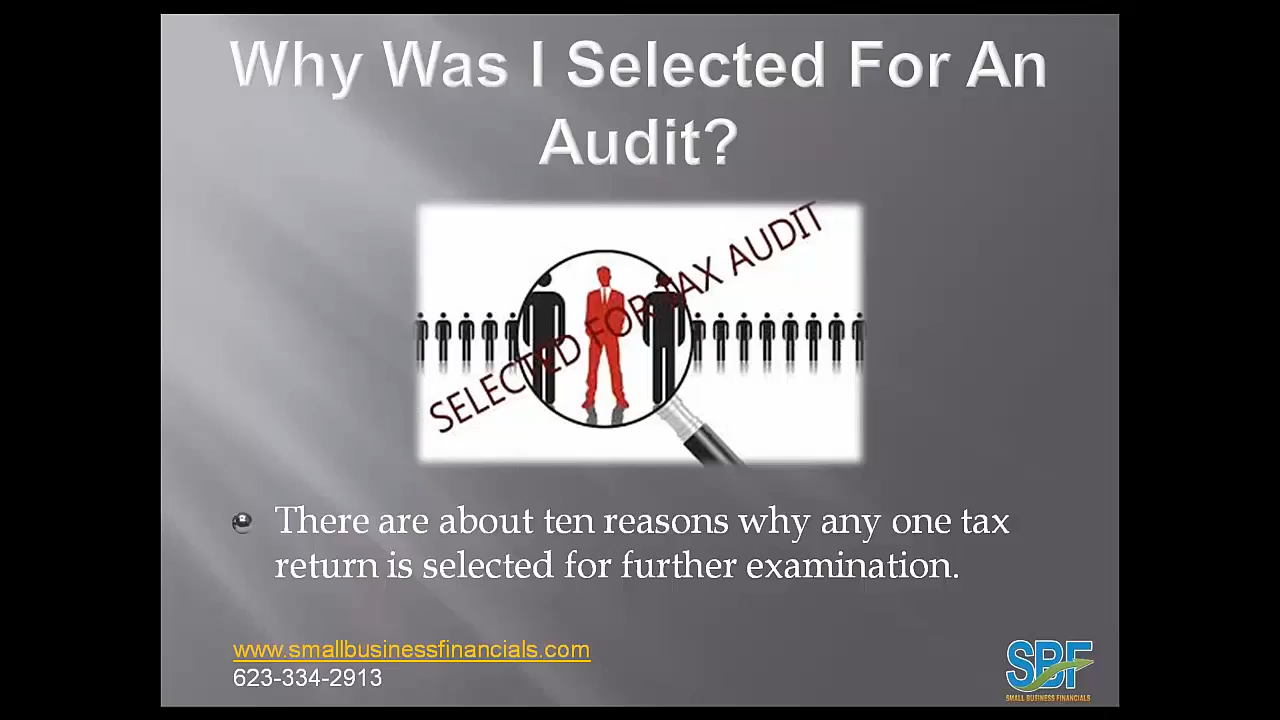 Why Was I Selected For An
Audit?
SELECTED FOR TAX AUDIT
There are about ten reasons why any one tax
return is selected for further examination.
www.smallbusinessfinancials.com
623-334-2913
SBF
SMALL BUSINESS FINANCIALS